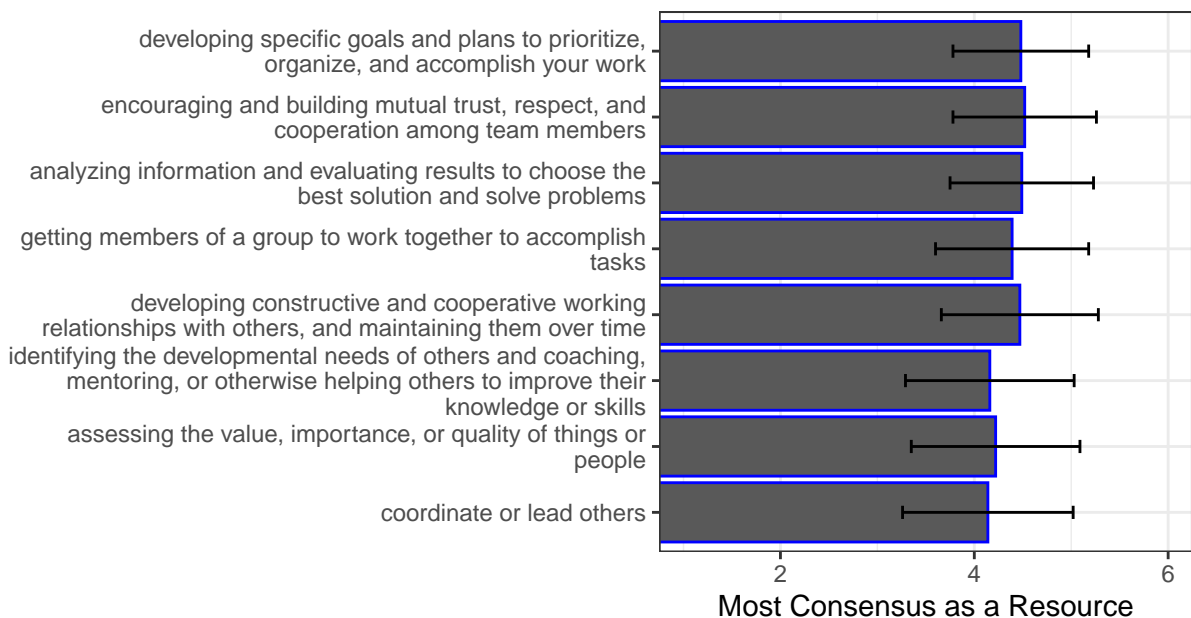 developing specific goals and plans to prioritize,
organize, and accomplish your work
encouraging and building mutual trust, respect, and
cooperation among team members
analyzing information and evaluating results to choose the
best solution and solve problems
getting members of a group to work together to accomplish
tasks
developing constructive and cooperative working
relationships with others, and maintaining them over time
identifying the developmental needs of others and coaching,
mentoring, or otherwise helping others to improve their
knowledge or skills
assessing the value, importance, or quality of things or
people
coordinate or lead others
2 4 6
Most Consensus as a Resource